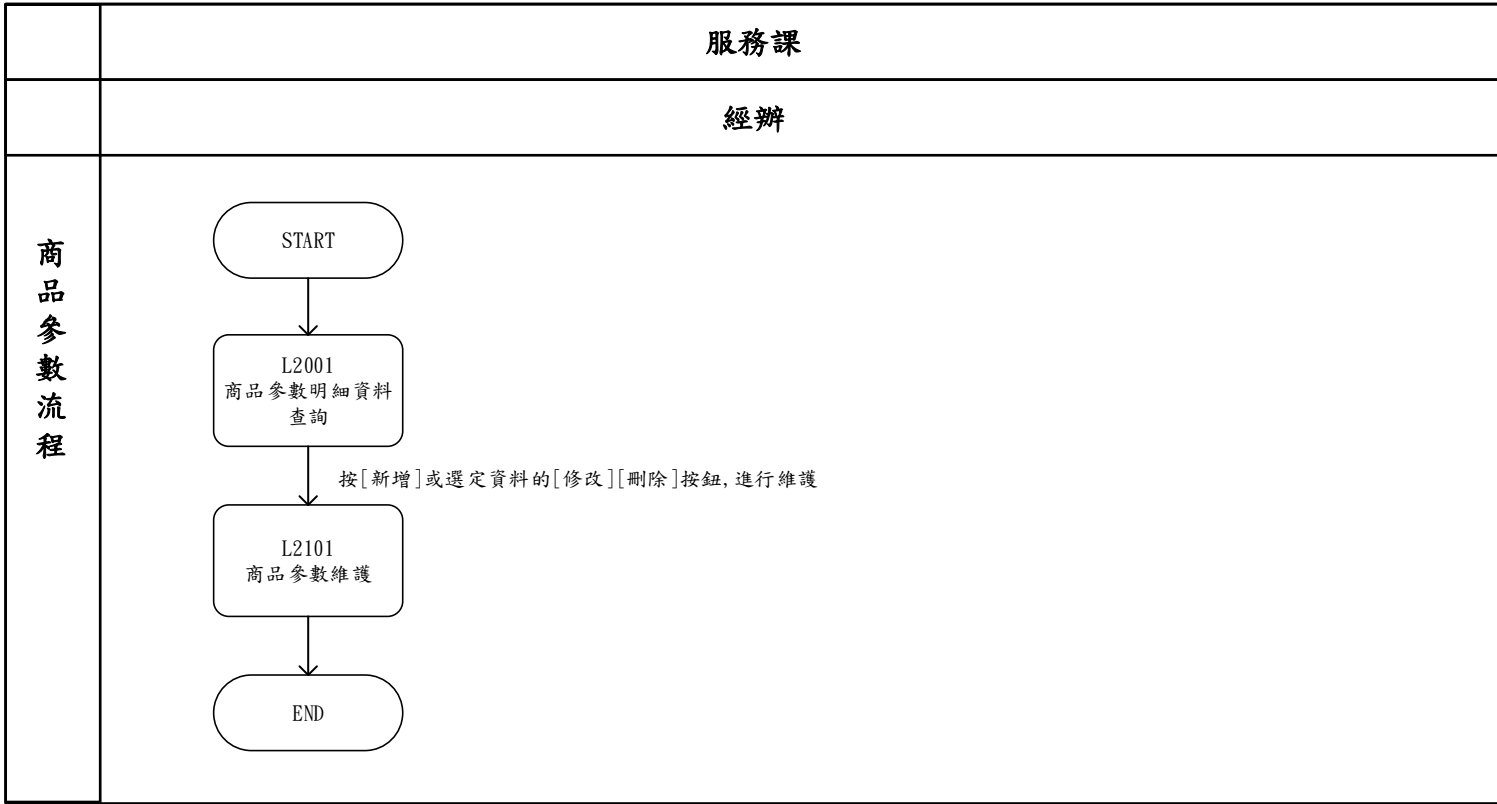 服務課
經辦
商品參數流程
START
L2001
商品參數明細資料
查詢
按[新增]或選定資料的[修改][刪除]按鈕,進行維護
L2101
商品參數維護
END